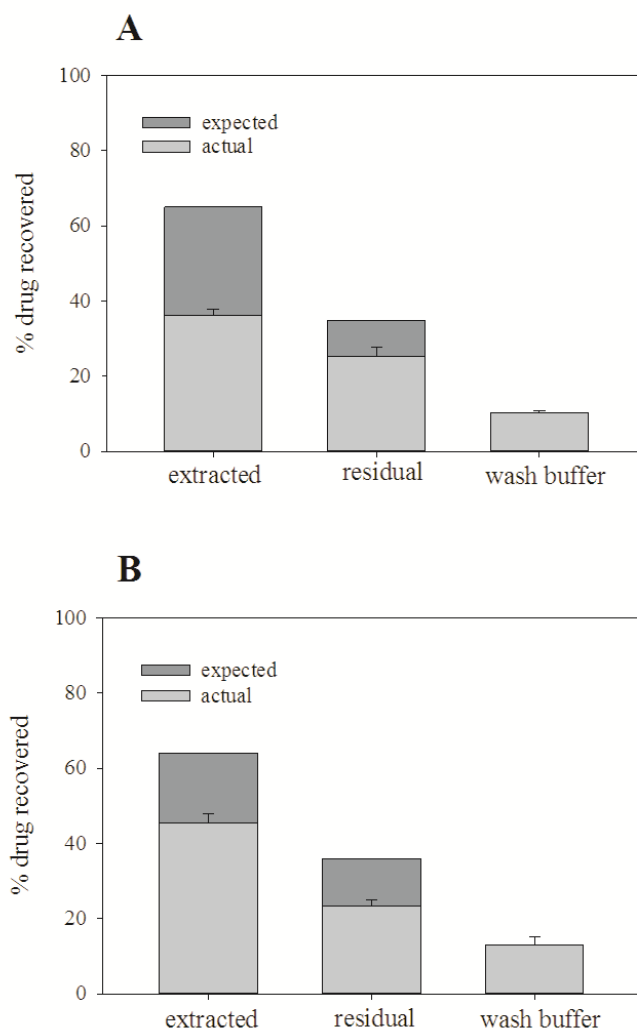 A
100
80
60
40
20
0
% drug recovered
expected
actual
extracted
residual
wash buffer
B
100
80
60
40
20
0
% drug recovered
expected
actual
extracted
residual
wash buffer